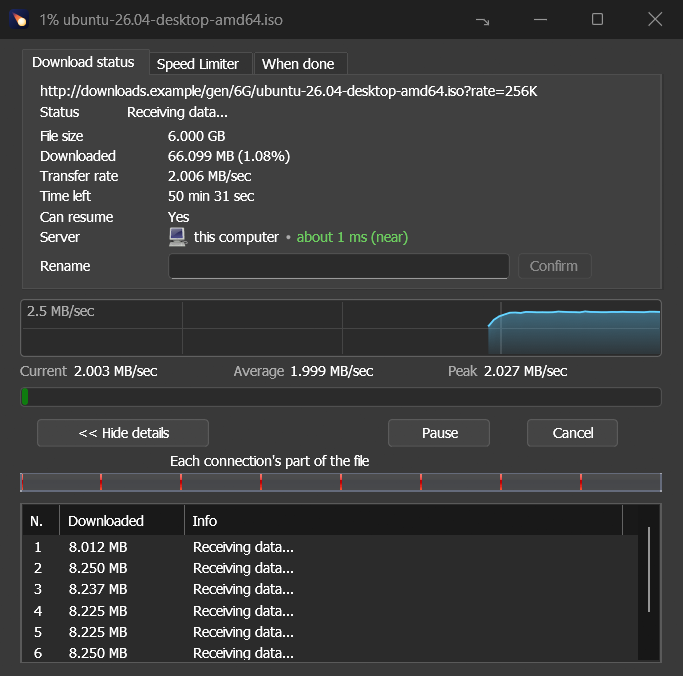 1% ubuntu-26.04-desktop-amd64.iso
Download status Speed Limiter When done
http://downloads.example/gen/6G/ubuntu-26.04-desktop-amd64.iso?rate=256K
Status Receiving data...
File size 6.000 GB
Downloaded 66.099 MB (1.08%)
Transfer rate 2.006 MB/sec
Time left 50 min 31 sec
Can resume Yes
Server this computer • about 1 ms (near)
Rename Confirm
2.5 MB/sec
Current 2.003 MB/sec Average 1.999 MB/sec Peak 2.027 MB/sec
<< Hide details Pause Cancel
Each connection's part of the file
N. Downloaded Info
1 8.012 MB Receiving data...
2 8.250 MB Receiving data...
3 8.237 MB Receiving data...
4 8.225 MB Receiving data...
5 8.225 MB Receiving data...
6 8.250 MB Receiving data...